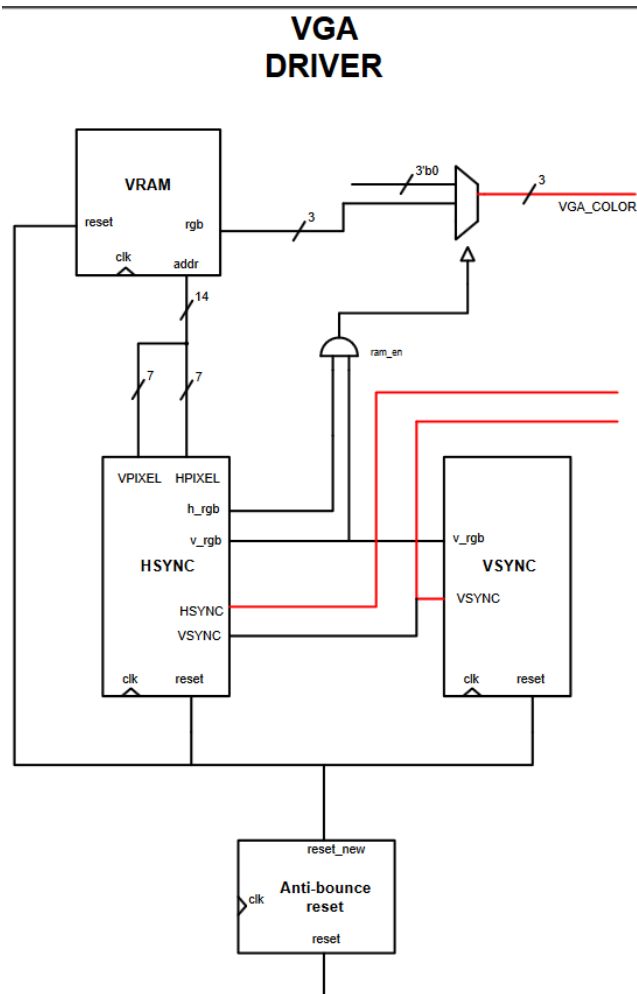 VGA
DRIVER
VRAM
reset
rgb
clk
addr
3'b0
3
VGA_COLOR
3
14
ram_en
7
7
VPIXEL HPIXEL
h_rgb
v_rgb
HSYNC
HSYNC
VSYNC
clk
reset
v_rgb
VSYNC
VSYNC
clk
reset
reset_new
Anti-bounce
reset
clk
reset